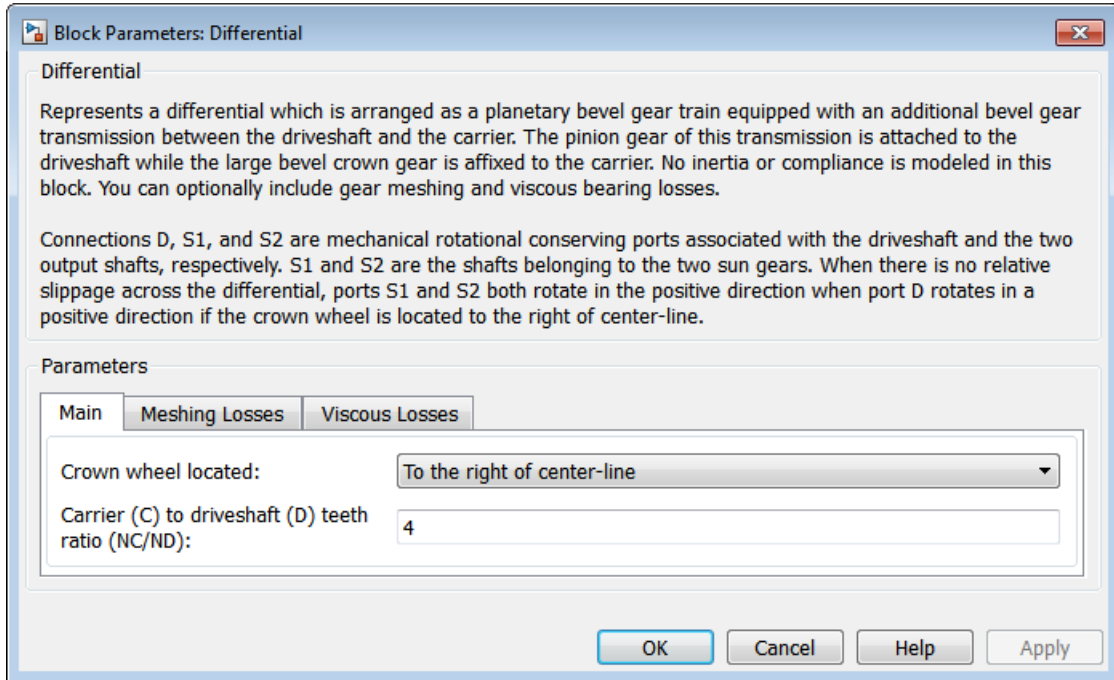 Block Parameters: Differential
Differential
Represents a differential which is arranged as a planetary bevel gear train equipped with an additional bevel gear
transmission between the driveshaft and the carrier. The pinion gear of this transmission is attached to the
driveshaft while the large bevel crown gear is affixed to the carrier. No inertia or compliance is modeled in this
block. You can optionally include gear meshing and viscous bearing losses.
Connections D, S1, and S2 are mechanical rotational conserving ports associated with the driveshaft and the two
output shafts, respectively. S1 and S2 are the shafts belonging to the two sun gears. When there is no relative
slippage across the differential, ports S1 and S2 both rotate in the positive direction when port D rotates in a
positive direction if the crown wheel is located to the right of center-line.
Parameters
Main Meshing Losses Viscous Losses
Crown wheel located: To the right of center-line
Carrier (C) to driveshaft (D) teeth
ratio (NC/ND): 4
OK Cancel Help Apply